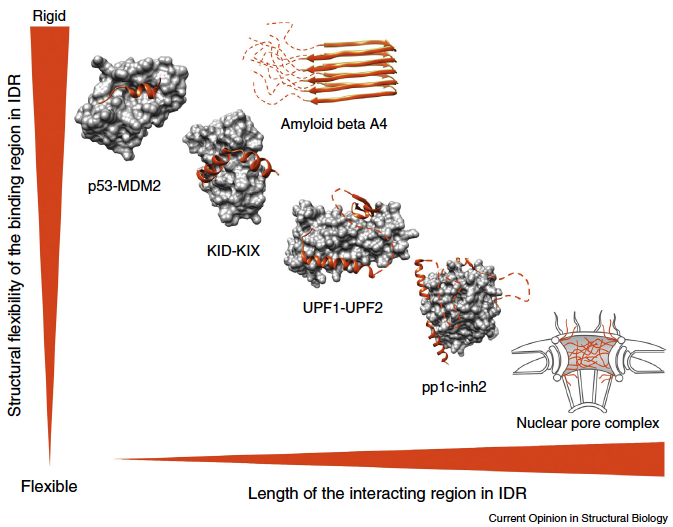 Rigid
Structural flexibility of the binding region in IDR
Flexible
p53-MDM2
Amyloid beta A4
KID-KIX
UPF1-UPF2
pp1c-inh2
Nuclear pore complex
Length of the interacting region in IDR
Current Opinion in Structural Biology